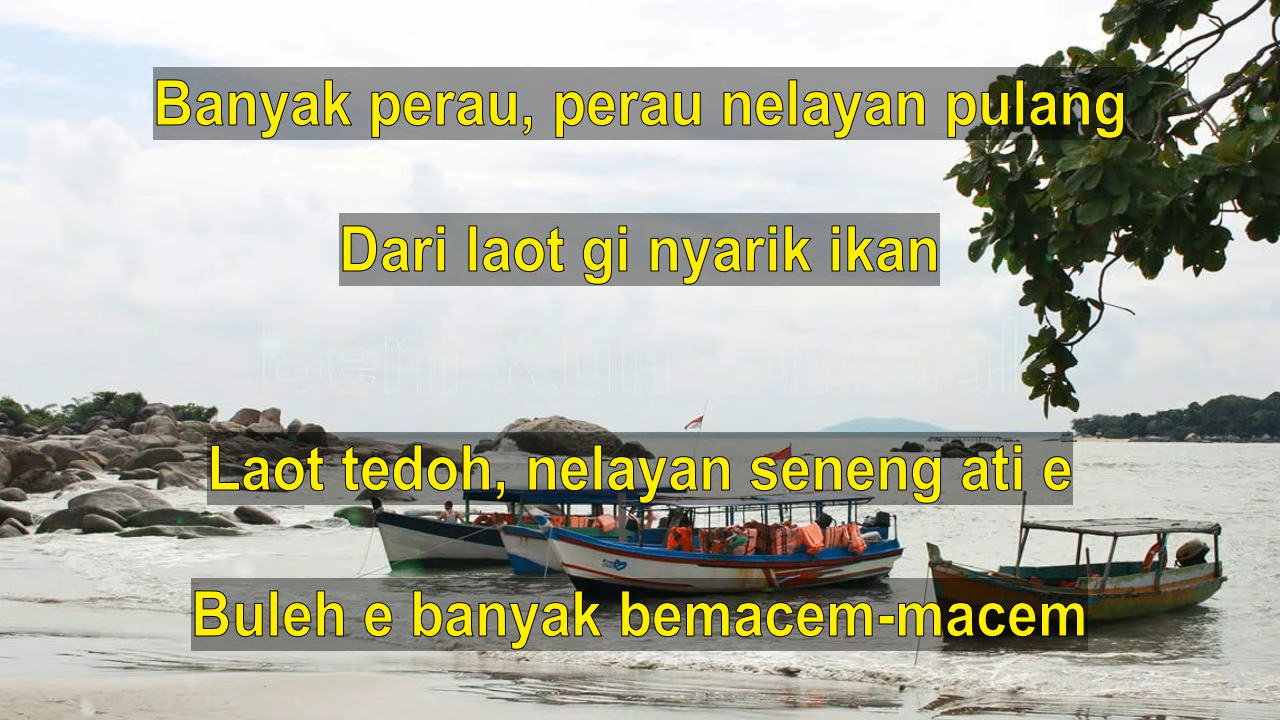 Banyak perau, perau nelayan pulang
Dari laot gi nyarik ikan
Laot tedoh, nelayan seneng ati e
Buleh e banyak bemacem-macem